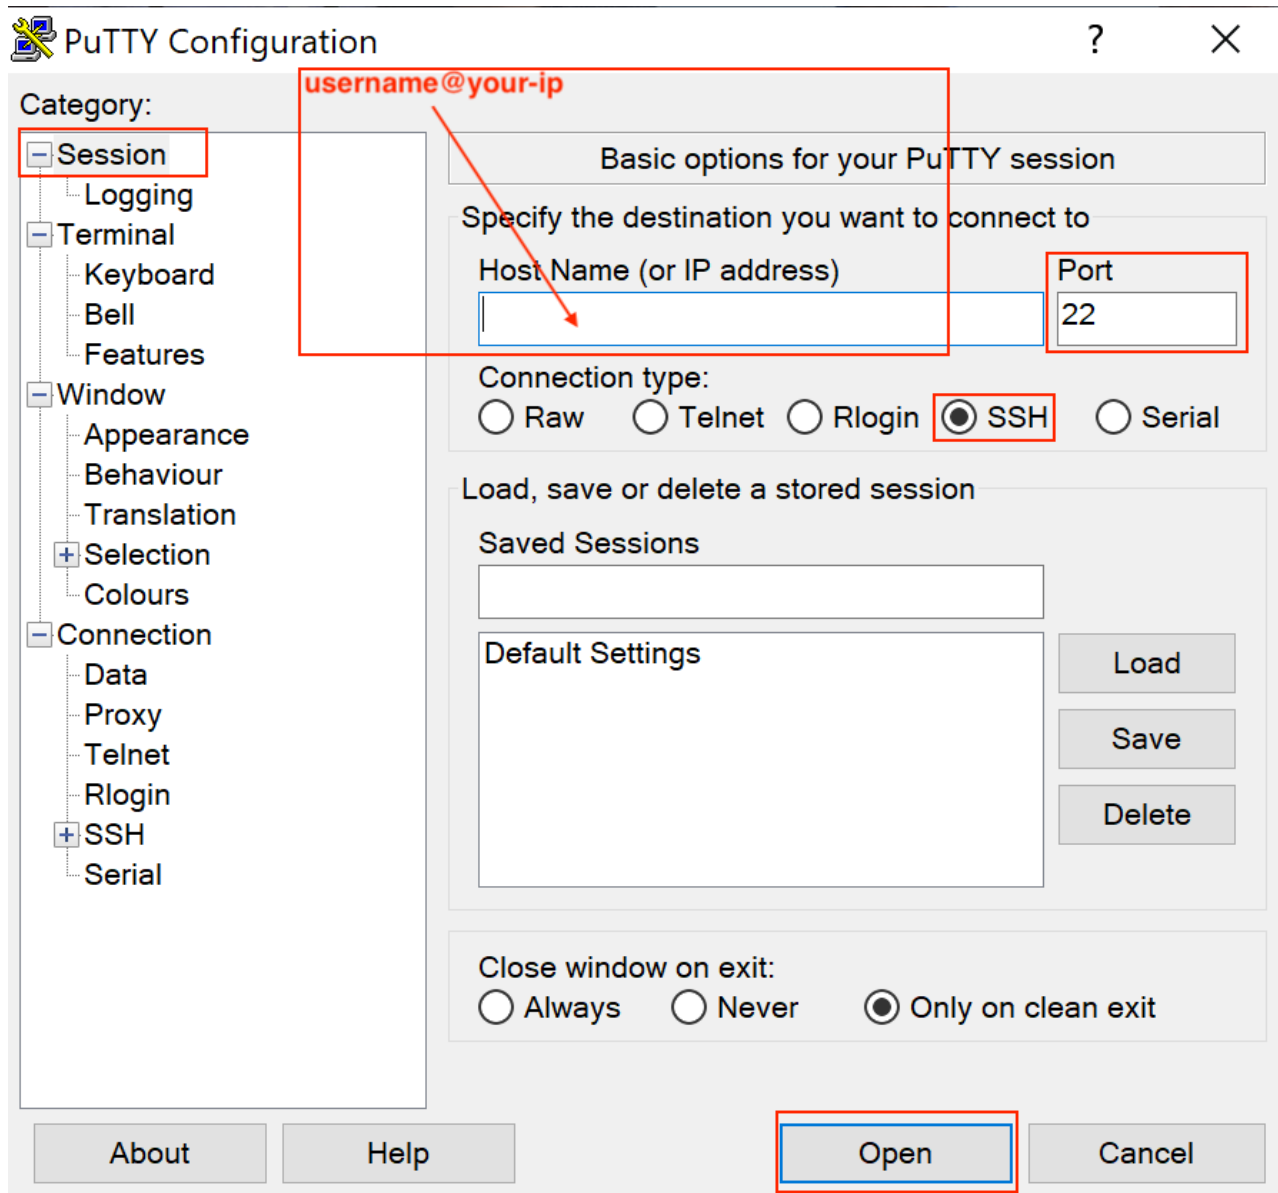 PuTTY Configuration
? 
username@your-ip
Category:
Session
Logging
Terminal
Keyboard
Bell
Features
Window
Appearance
Behaviour
Translation
Selection
Colours
Connection
Data
Proxy
Telnet
Rlogin
SSH
Serial
Basic options for your PuTTY session
Specify the destination you want to connect to
Host Name (or IP address) Port
22
Connection type:
Raw Telnet Rlogin SSH Serial
Load, save or delete a stored session
Saved Sessions
Default Settings
Load
Save
Delete
Close window on exit:
Always Never Only on clean exit
About Help Open Cancel